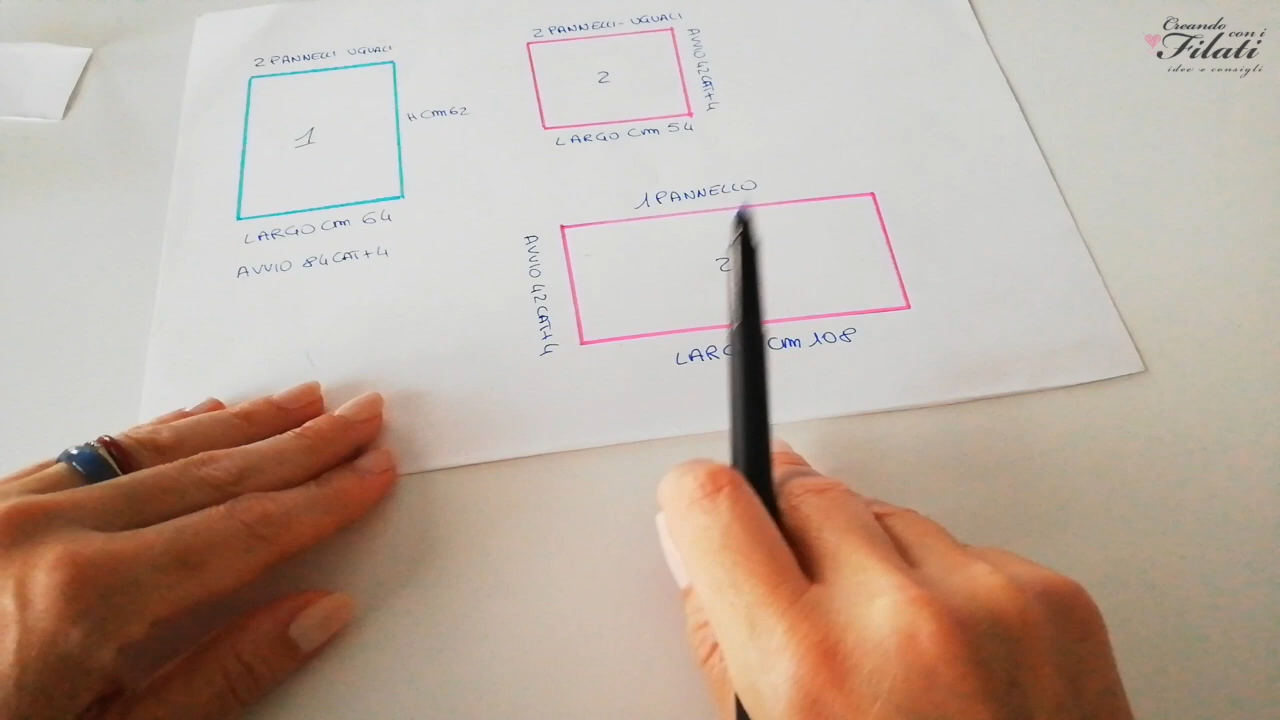 2 PANNELLI UGUALI
1
H Cm 62
LARGO Cm 64
AVVIO 84 CAT+4
2 PANNELLI-UGUALI
2
AVVIO 42 CAT+4
LARGO Cm 54
1 PANNELLO
AVVIO 42 CAT+4
2
Cm 108
Creando
con i
Filati
idee e consigli